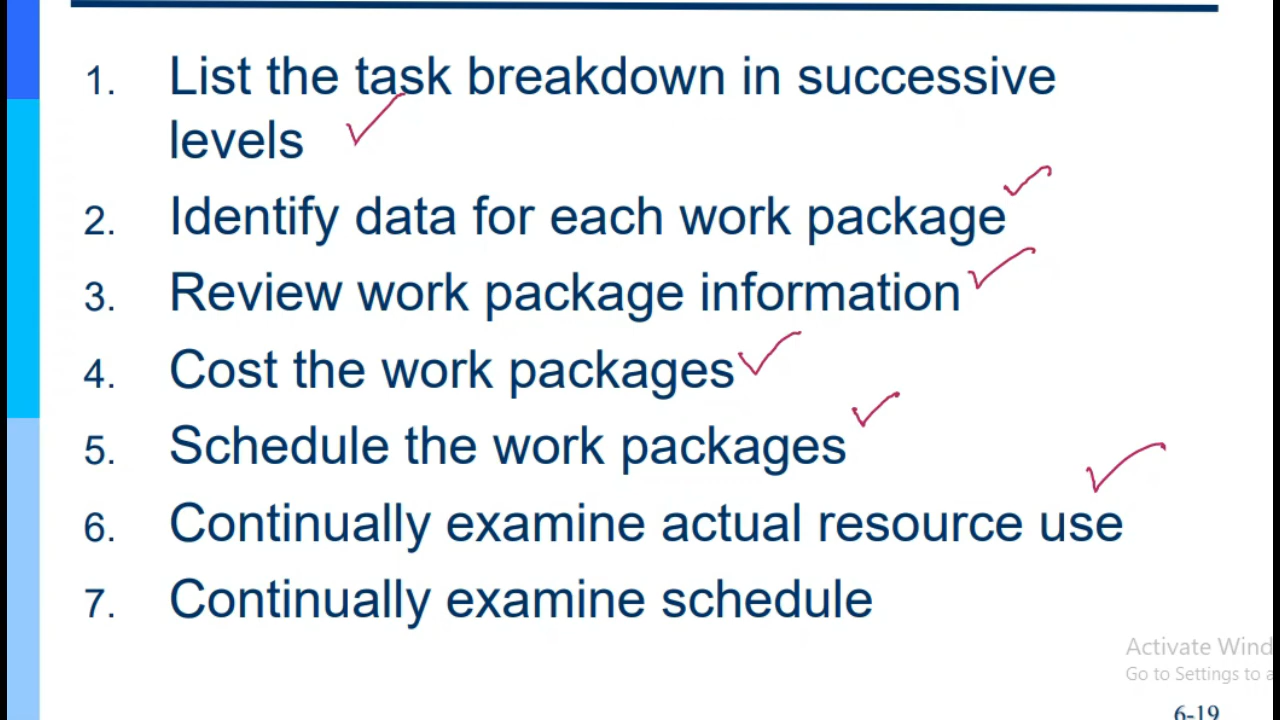 1. List the task breakdown in successive
levels
2. Identify data for each work package
3. Review work package information
4. Cost the work packages
5. Schedule the work packages
6. Continually examine actual resource use
7. Continually examine schedule
Activate Wind
Go to Settings to a
6-19